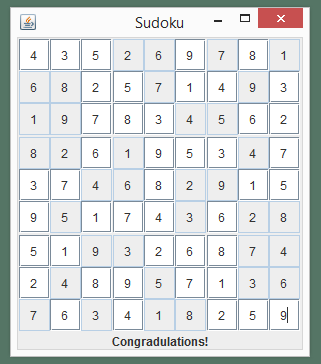 Sudoku
4 3 5 2 6 9 7 8 1
6 8 2 5 7 1 4 9 3
1 9 7 8 3 4 5 6 2
8 2 6 1 9 5 3 4 7
3 7 4 6 8 2 9 1 5
9 5 1 7 4 3 6 2 8
5 1 9 3 2 6 8 7 4
2 4 8 9 5 7 1 3 6
7 6 3 4 1 8 2 5 9
Congradulations!